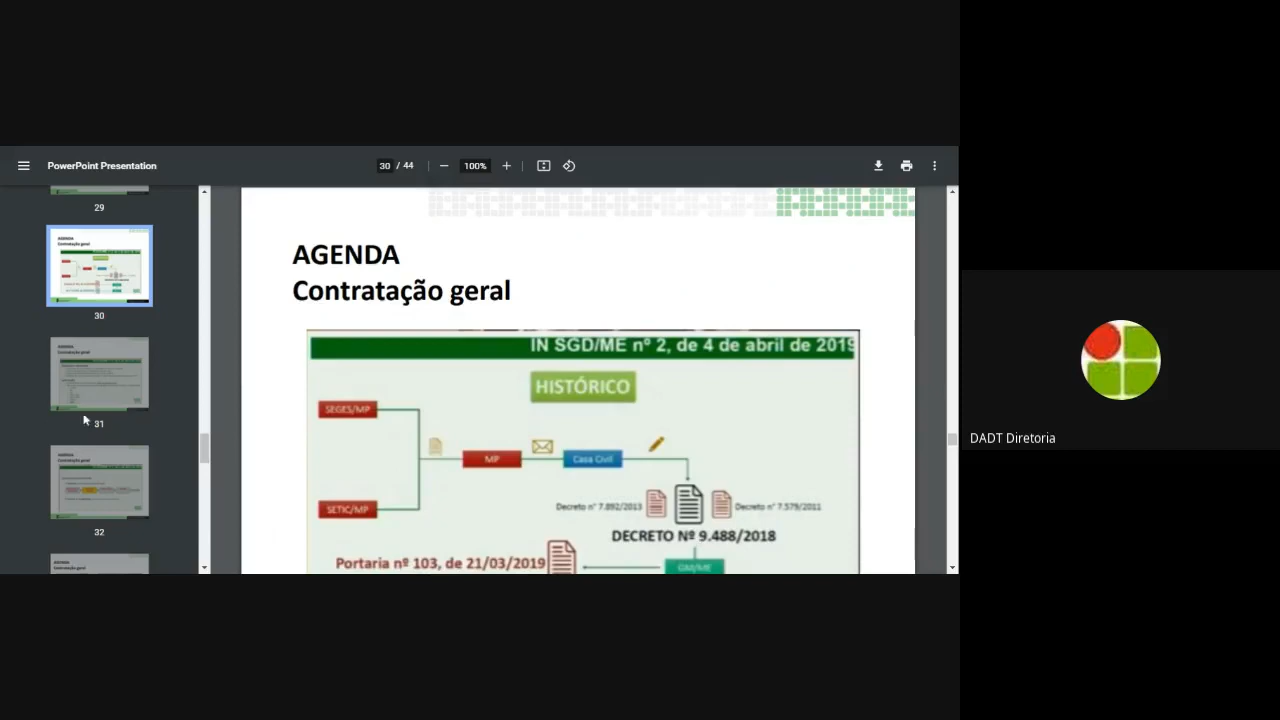 PowerPoint Presentation
30 / 44
100%
29
30
31
32
AGENDA
Contratação geral
IN SGD/ME nº 2, de 4 de abril de 2019
HISTÓRICO
SEGES/MP
MP
Casa Civil
SETIC/MP
Decreto n° 7.892/2013
Decreto n° 7.579/2011
DECRETO Nº 9.488/2018
Portaria nº 103, de 21/03/2019
GM/ME
DADT Diretoria